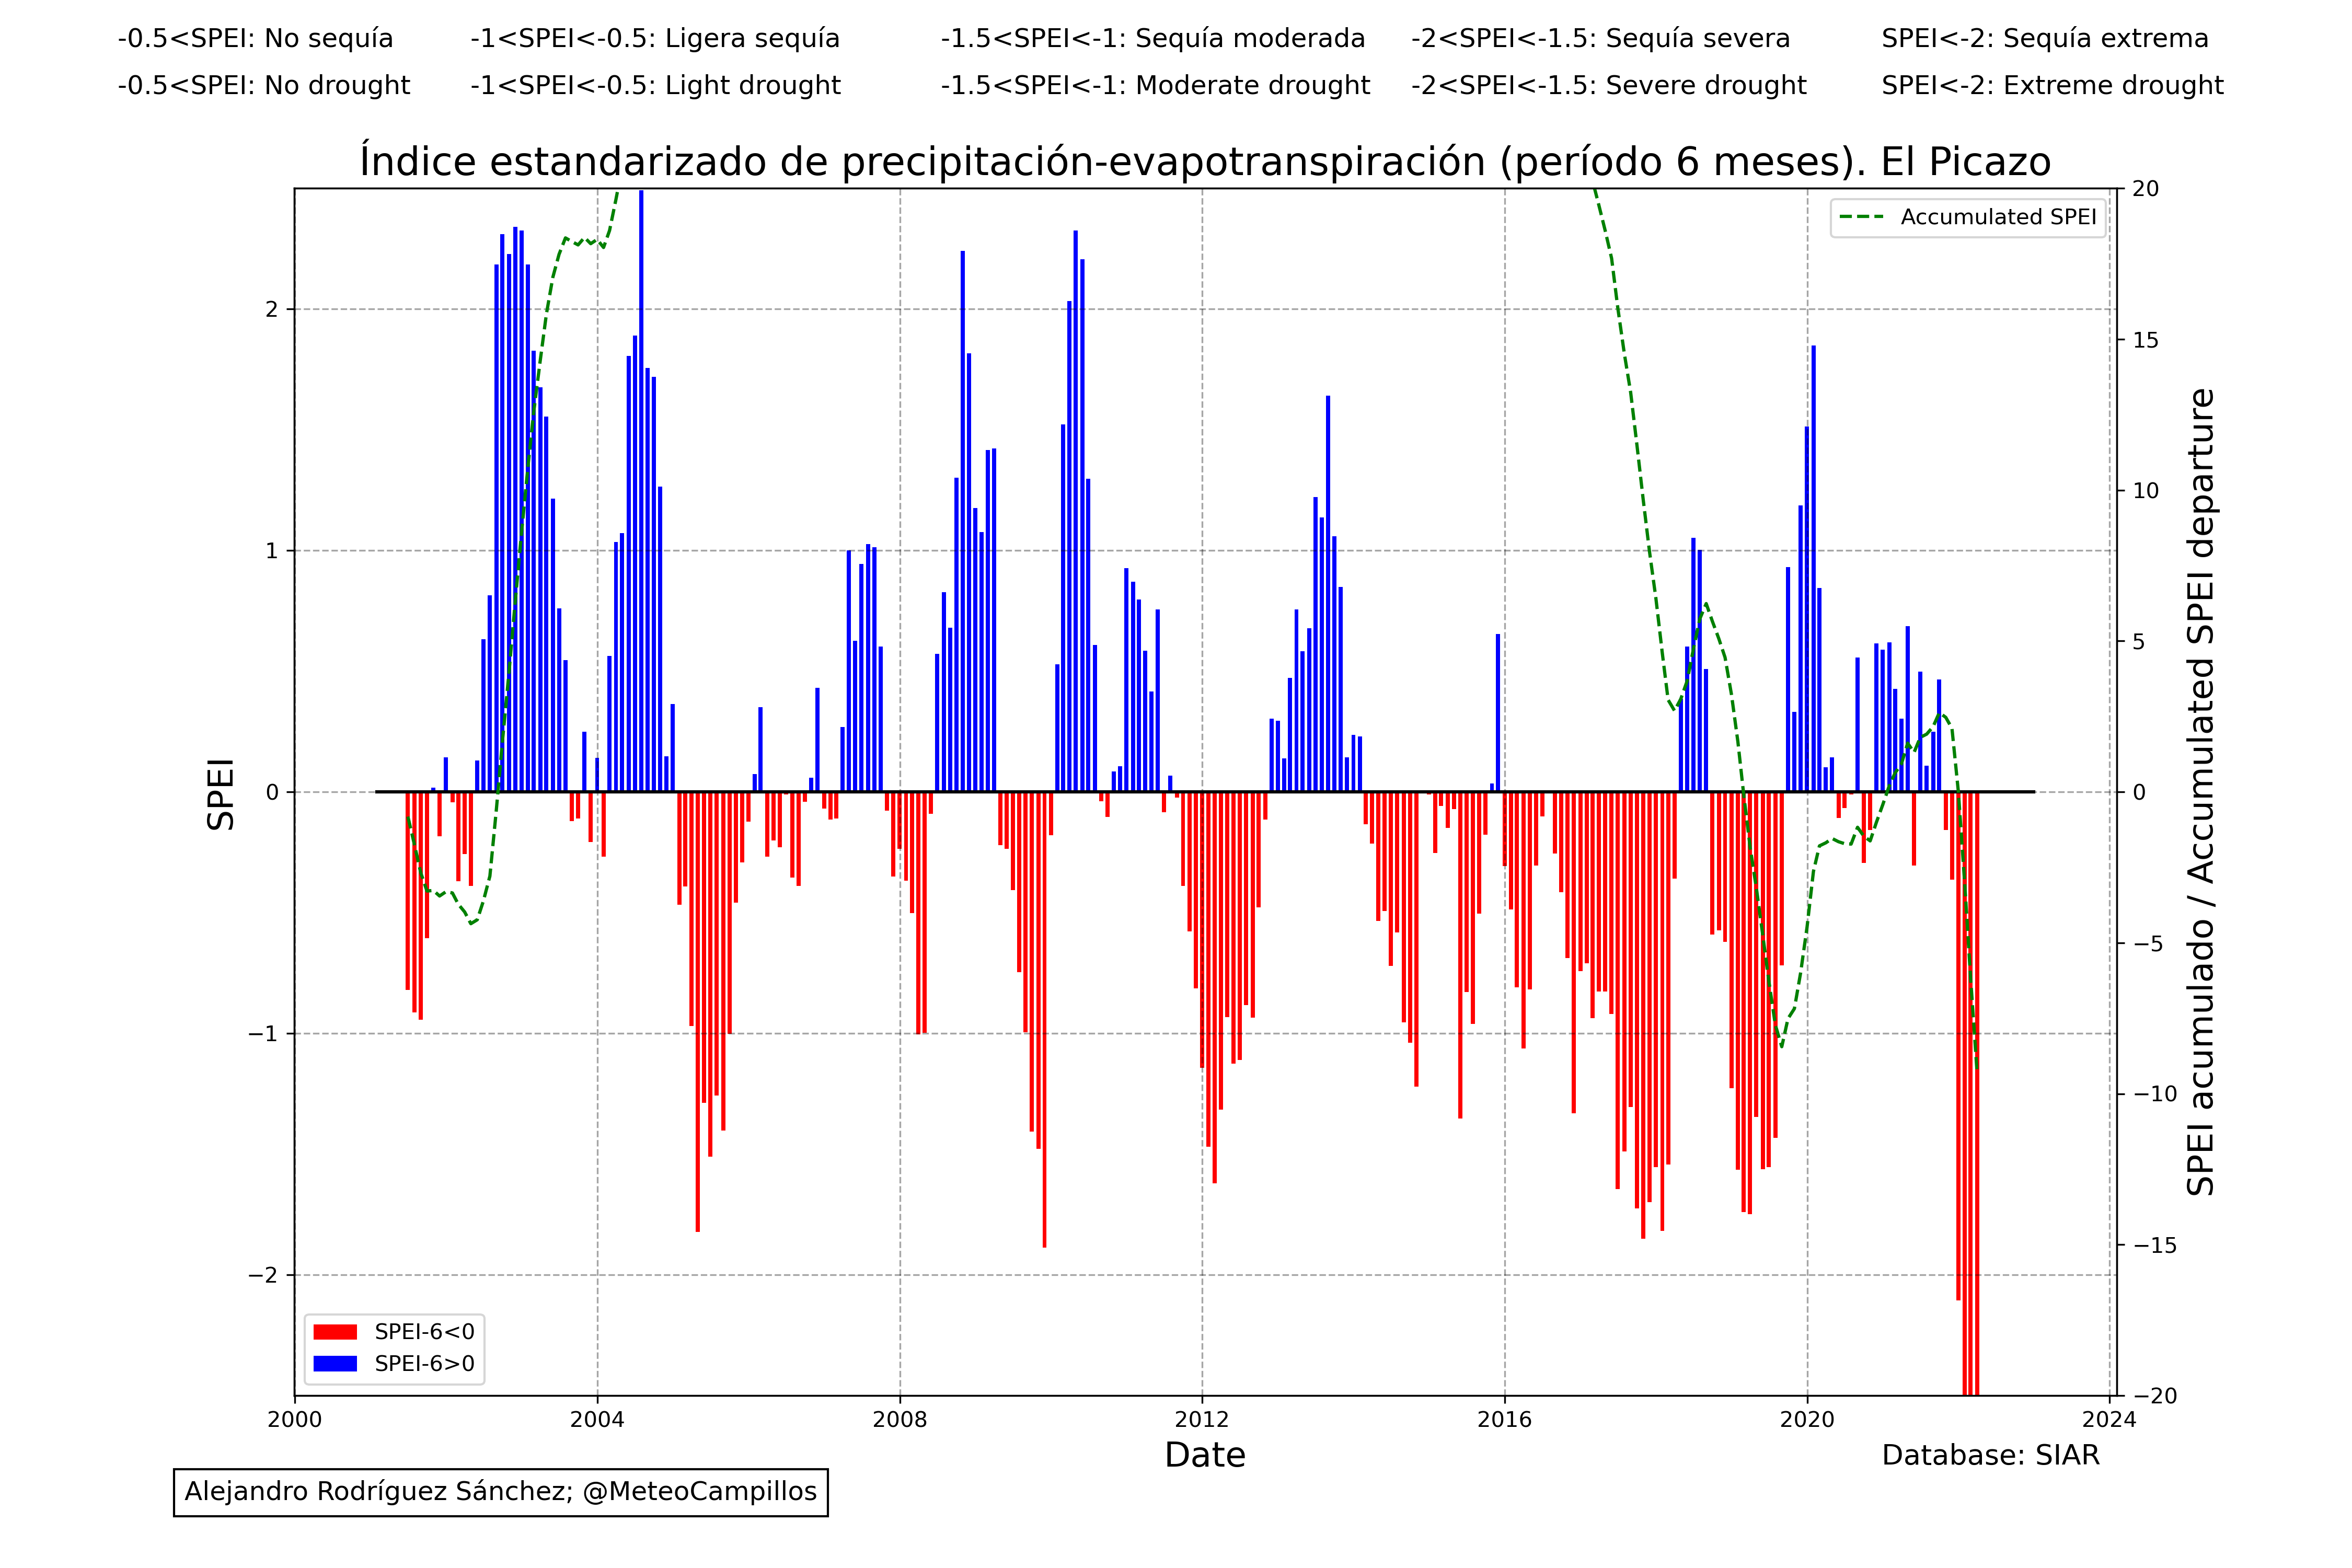 -0.5<SPEI: No sequía -1<SPEI<-0.5: Ligera sequía -1.5<SPEI<-1: Sequía moderada -2<SPEI<-1.5: Sequía severa SPEI<-2: Sequía extrema
-0.5<SPEI: No drought -1<SPEI<-0.5: Light drought -1.5<SPEI<-1: Moderate drought -2<SPEI<-1.5: Severe drought SPEI<-2: Extreme drought
Índice estandarizado de precipitación-evapotranspiración (período 6 meses). El Picazo
Accumulated SPEI
SPEI
2
1
0
−1
−2
20
15
10
5
0
−5
−10
−15
−20
SPEI acumulado / Accumulated SPEI departure
SPEI-6<0
SPEI-6>0
2000 2004 2008 2012 2016 2020 2024
Date
Database: SIAR
Alejandro Rodríguez Sánchez; @MeteoCampillos